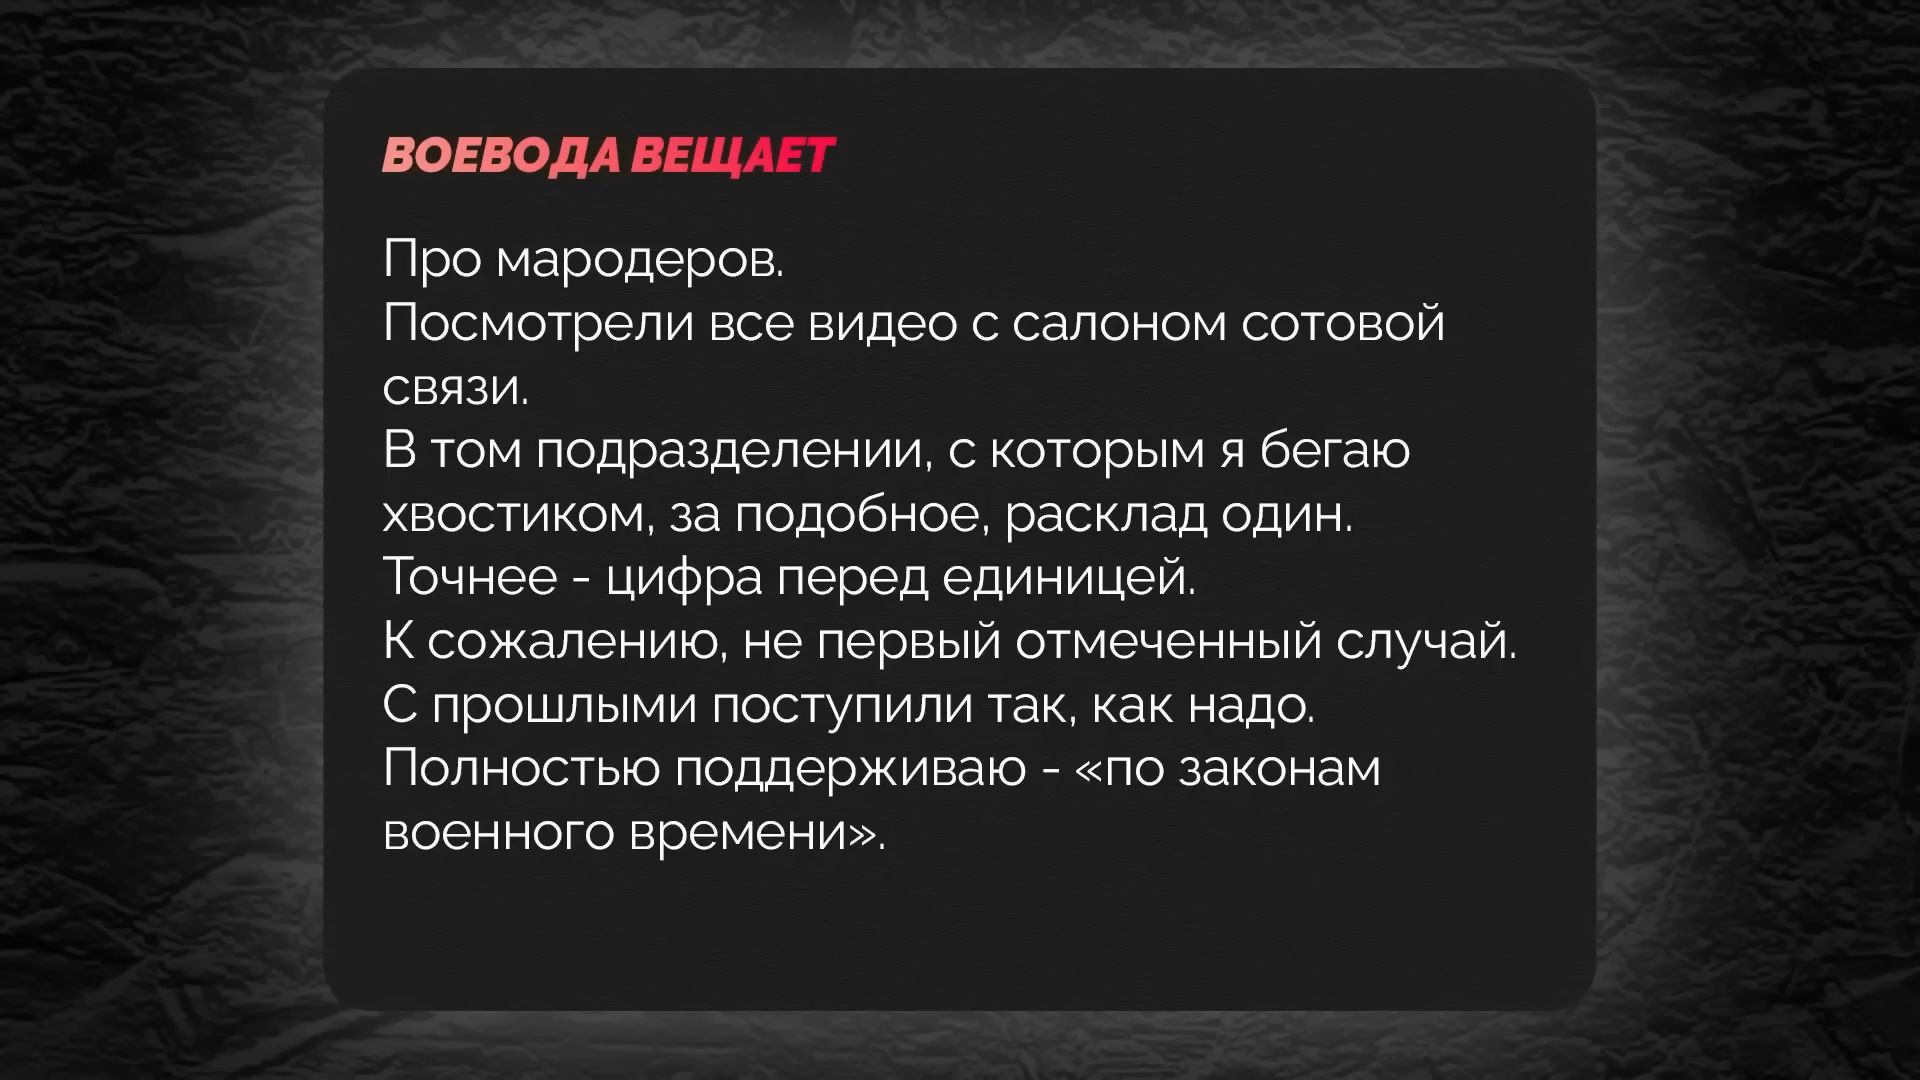 ВОЕВОДА ВЕЩАЕТ
Про мародеров.
Посмотрели все видео с салоном сотовой
связи.
В том подразделении, с которым я бегаю
хвостиком, за подобное, расклад один.
Точнее - цифра перед единицей.
К сожалению, не первый отмеченный случай.
С прошлыми поступили так, как надо.
Полностью поддерживаю - «по законам
военного времени».